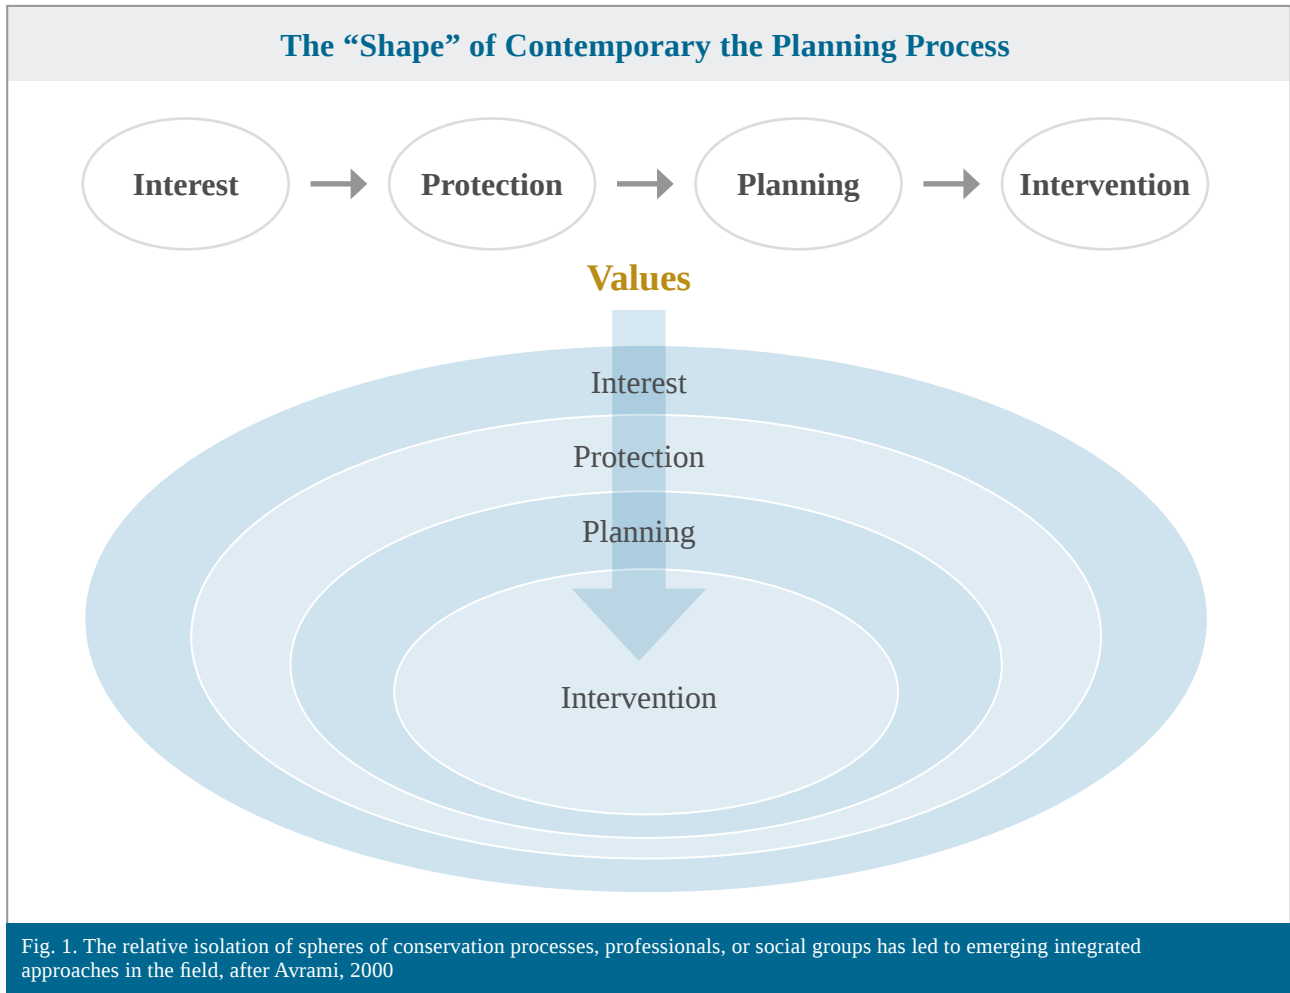 The “Shape” of Contemporary the Planning Process
Interest
Protection
Planning
Intervention
Values
Interest
Protection
Planning
Intervention
Fig. 1. The relative isolation of spheres of conservation processes, professionals, or social groups has led to emerging integrated
approaches in the field, after Avrami, 2000